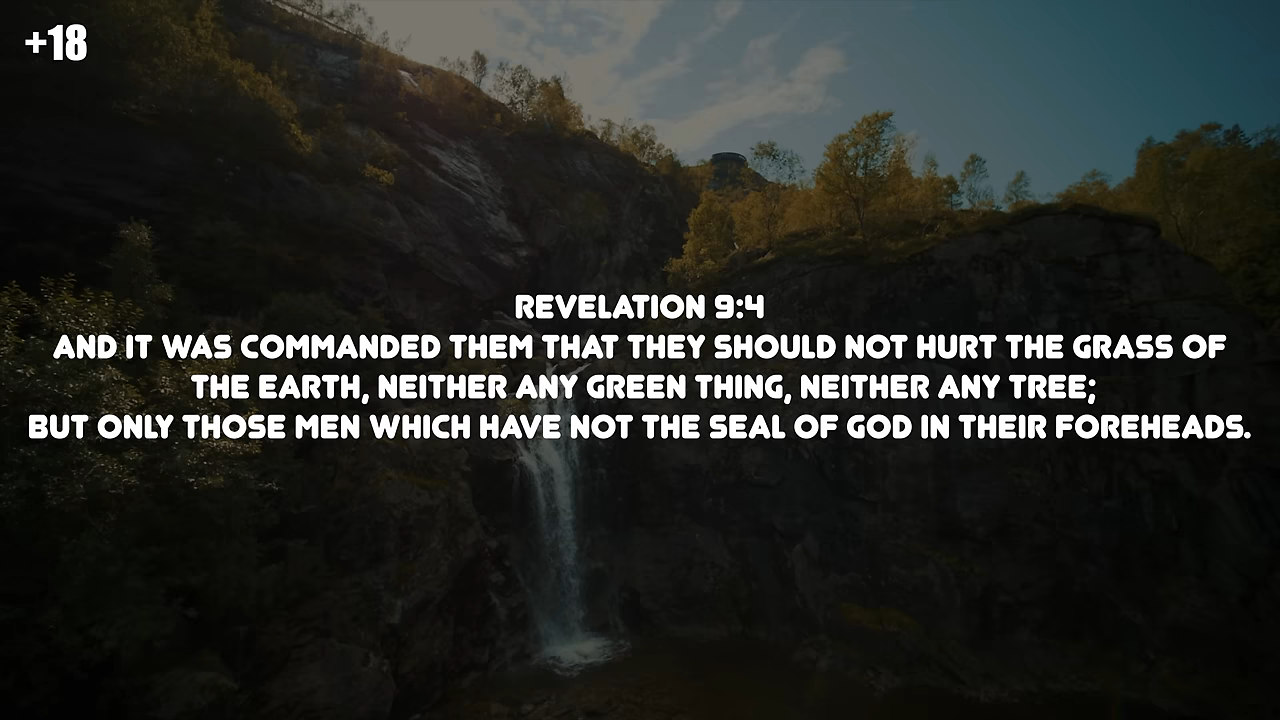 +18
REVELATION 9:4
AND IT WAS COMMANDED THEM THAT THEY SHOULD NOT HURT THE GRASS OF
THE EARTH, NEITHER ANY GREEN THING, NEITHER ANY TREE;
BUT ONLY THOSE MEN WHICH HAVE NOT THE SEAL OF GOD IN THEIR FOREHEADS.